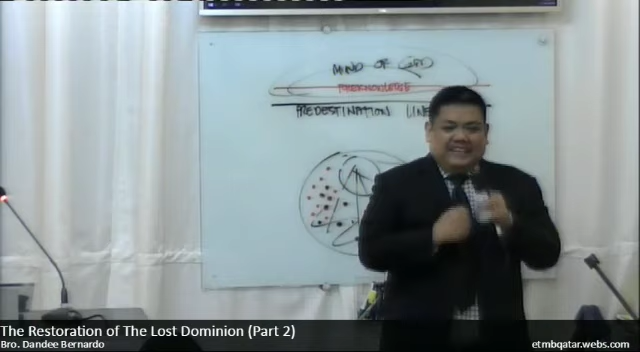 MIND OF GOD
FOREKNOWLEDGE
PREDESTINATION LINE
The Restoration of The Lost Dominion (Part 2)
Bro. Dandee Bernardo
etmbqatar.webs.com